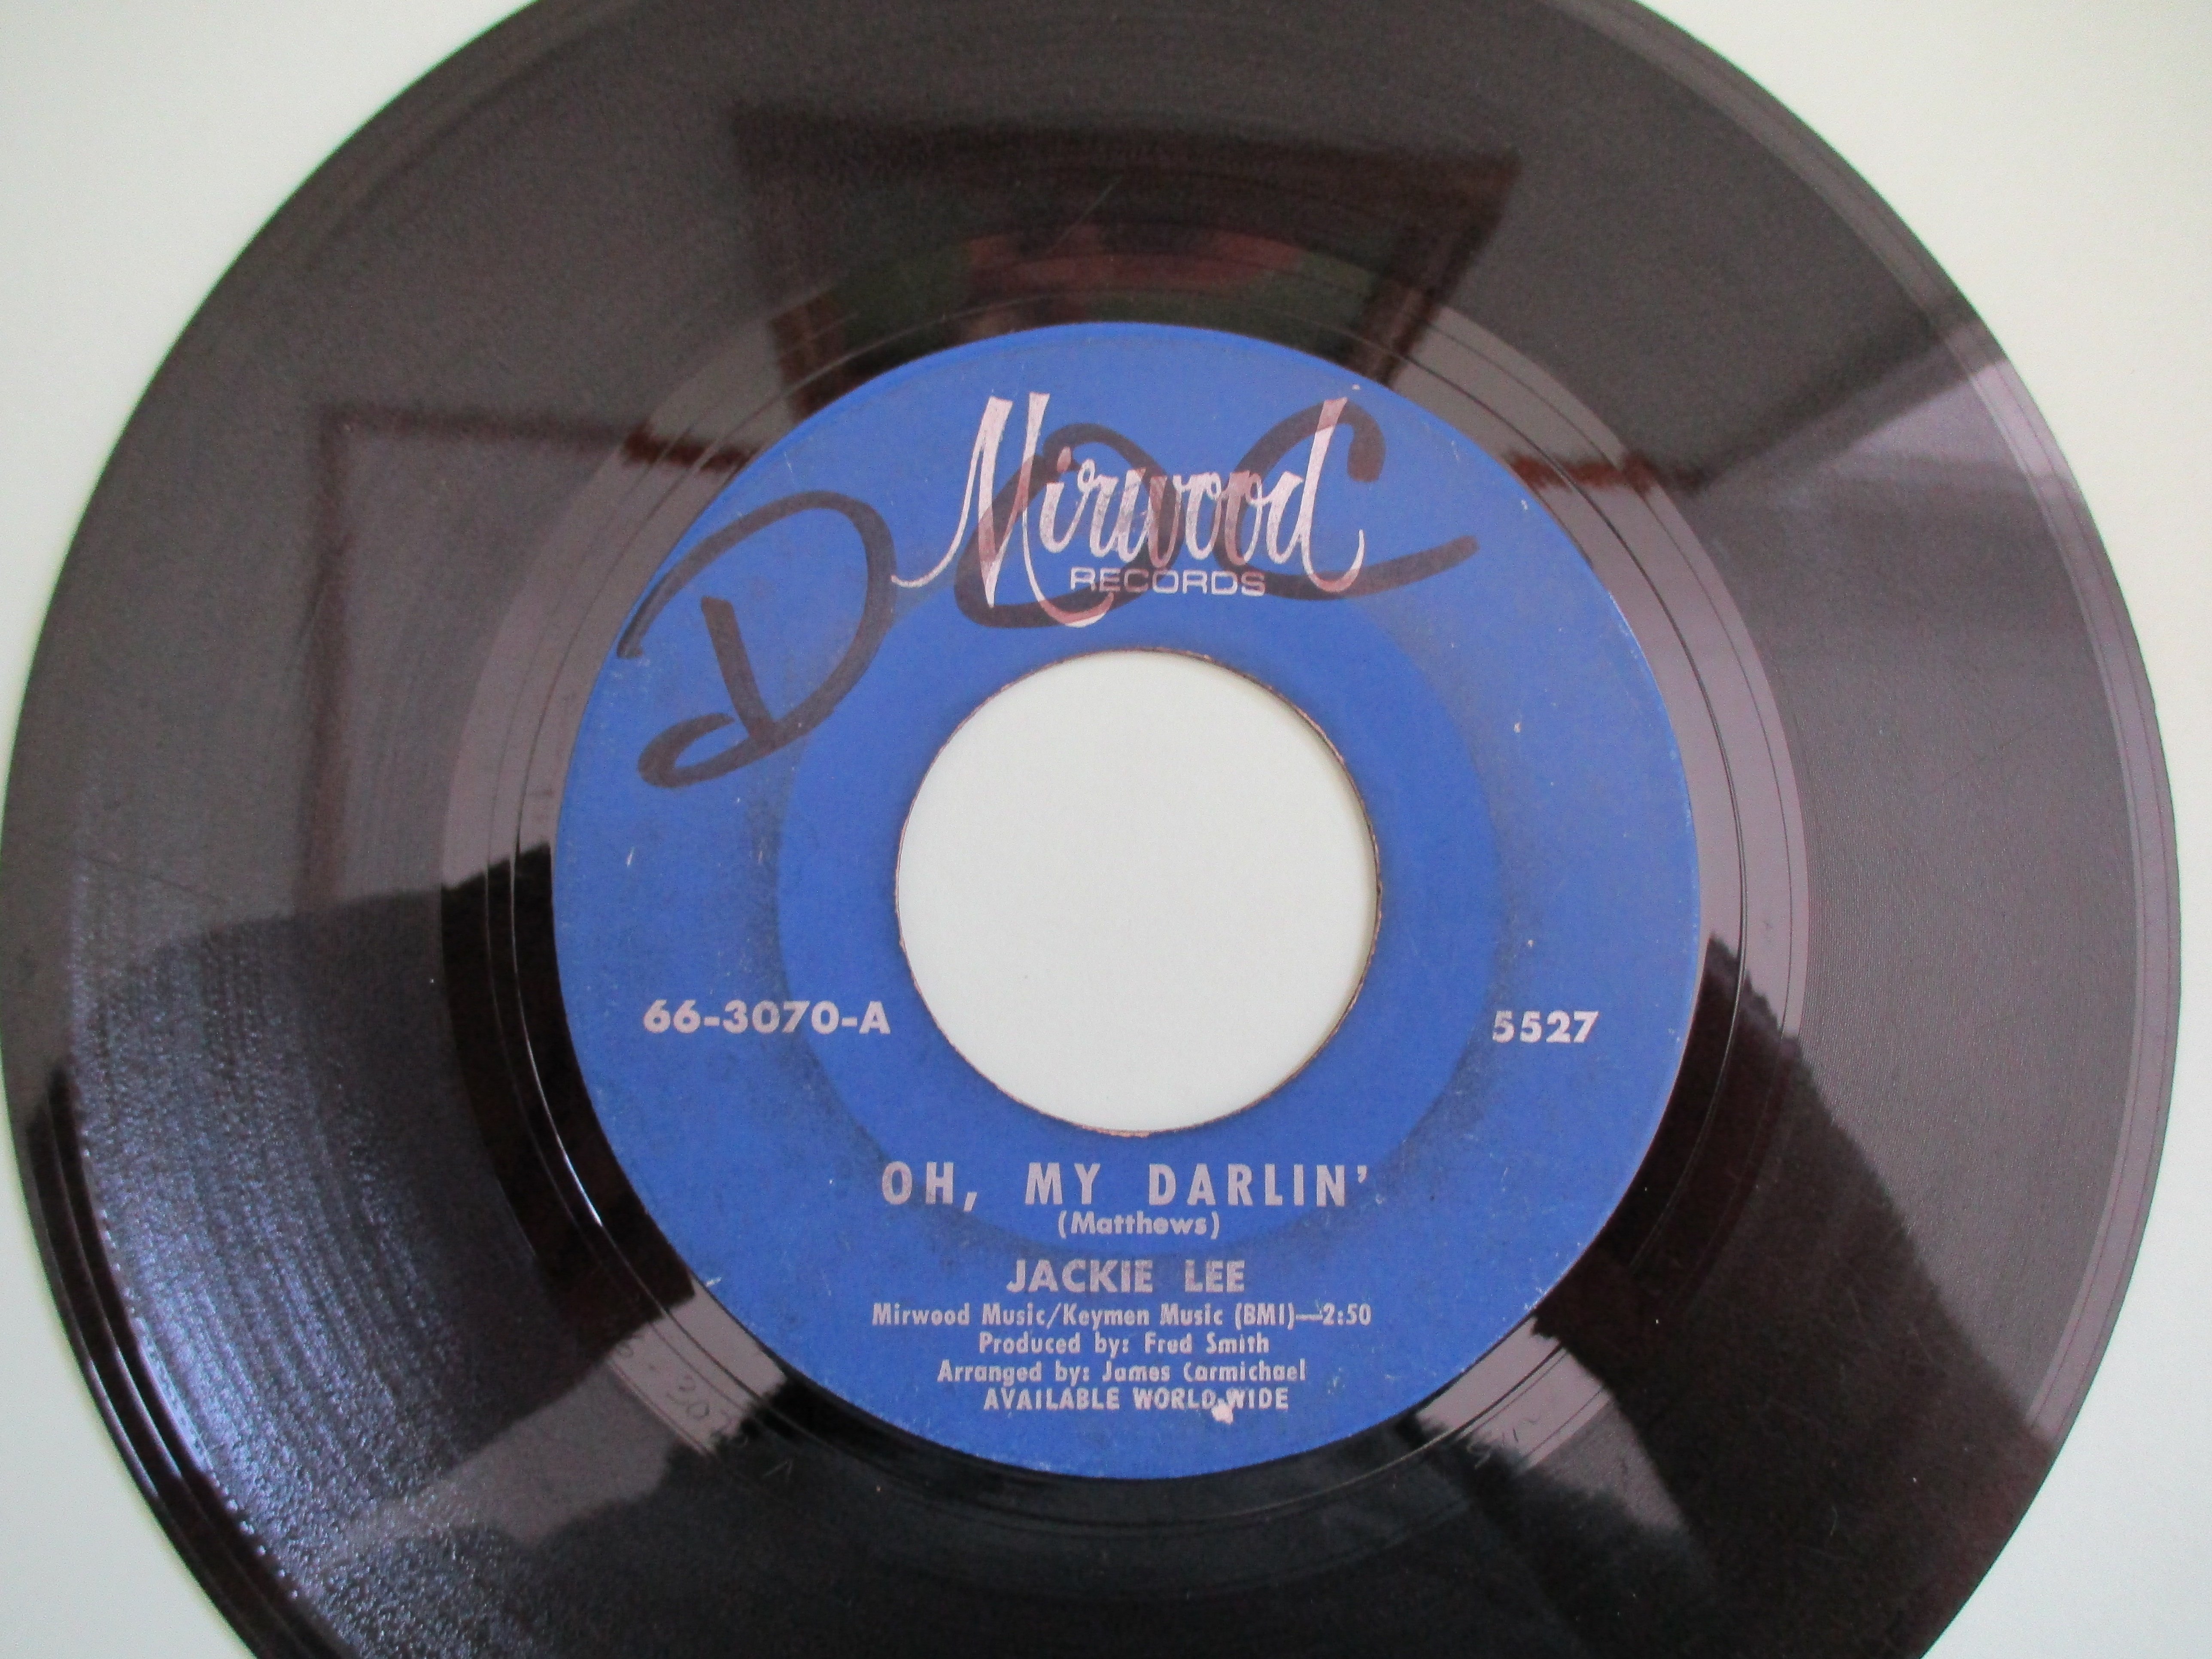 DOC
Mirwood
RECORDS
66-3070-A
5527
OH, MY DARLIN'
(Matthews)
JACKIE LEE
Mirwood Music/Keymen Music (BMI)—2:50
Produced by: Fred Smith
Arranged by: James Carmichael
AVAILABLE WORLD WIDE